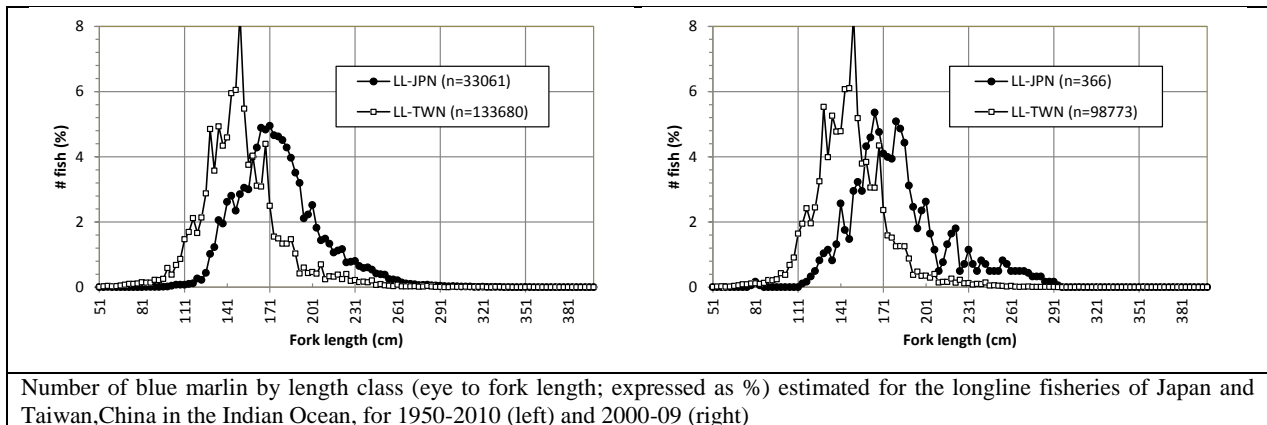 8
6
4
2
0
# fish (%)
LL-JPN (n=33061)
LL-TWN (n=133680)
51 81 111 141 171 201 231 261 291 321 351 381
Fork length (cm)
8
6
4
2
0
# fish (%)
LL-JPN (n=366)
LL-TWN (n=98773)
51 81 111 141 171 201 231 261 291 321 351 381
Fork length (cm)
Number of blue marlin by length class (eye to fork length; expressed as %) estimated for the longline fisheries of Japan and
Taiwan,China in the Indian Ocean, for 1950-2010 (left) and 2000-09 (right)